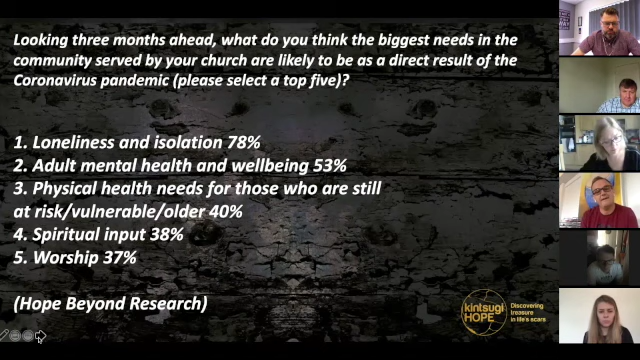 Looking three months ahead, what do you think the biggest needs in the
community served by your church are likely to be as a direct result of the
Coronavirus pandemic (please select a top five)?
1. Loneliness and isolation 78%
2. Adult mental health and wellbeing 53%
3. Physical health needs for those who are still
at risk/vulnerable/older 40%
4. Spiritual input 38%
5. Worship 37%
(Hope Beyond Research)
kintsugi
HOPE
Discovering
treasure
in life's scars